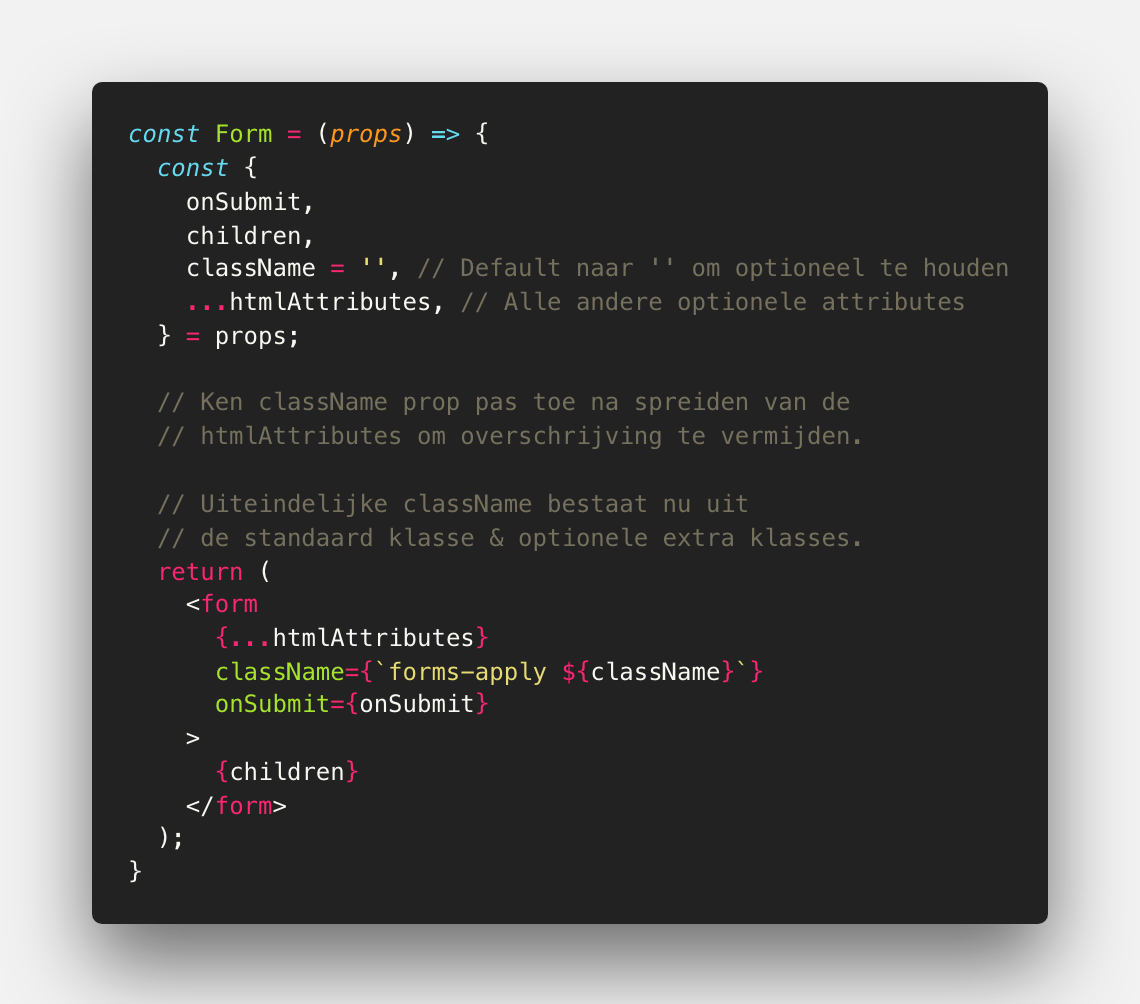 const Form = (props) => {
  const {
    onSubmit,
    children,
    className = '', // Default naar '' om optioneel te houden
    ...htmlAttributes, // Alle andere optionele attributes
  } = props;

  // Ken className prop pas toe na spreiden van de
  // htmlAttributes om overschrijving te vermijden.

  // Uiteindelijke className bestaat nu uit
  // de standaard klasse & optionele extra klasses.
  return (
    <form
      {...htmlAttributes}
      className={`forms-apply ${className}`}
      onSubmit={onSubmit}
    >
      {children}
    </form>
  );
}